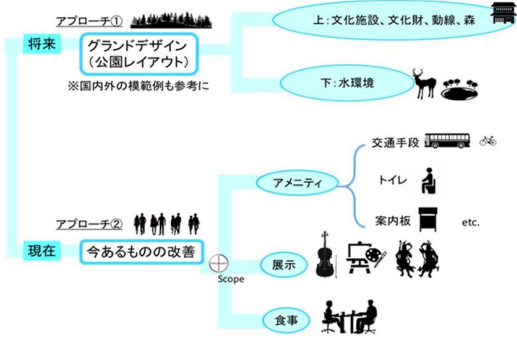 アプローチ①
将来
グランドデザイン
（公園レイアウト）
※国内外の模範例も参考に
上：文化施設、文化財、動線、森
下：水環境
アプローチ②
現在
今あるものの改善
Scope
アメニティ
交通手段
トイレ
案内板
etc.
展示
食事